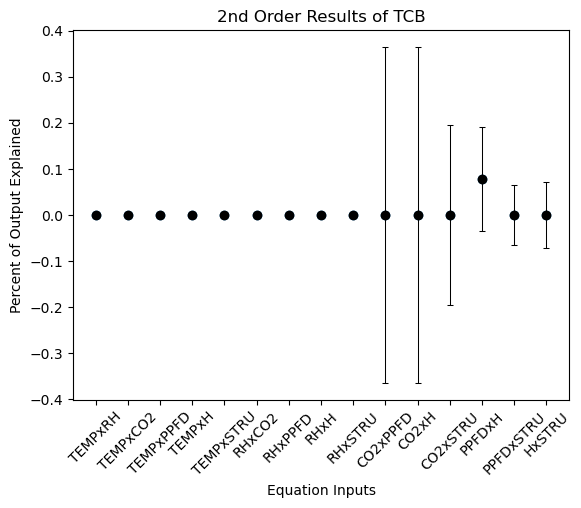 2nd Order Results of TCB
Percent of Output Explained
0.4
0.3
0.2
0.1
0.0
−0.1
−0.2
−0.3
−0.4
TEMPxRH
TEMPxCO2
TEMPxPPFD
TEMPxH
TEMPxSTRU
RHxCO2
RHxPPFD
RHxH
RHxSTRU
CO2xPPFD
CO2xH
CO2xSTRU
PPFDxH
PPFDxSTRU
HxSTRU
Equation Inputs